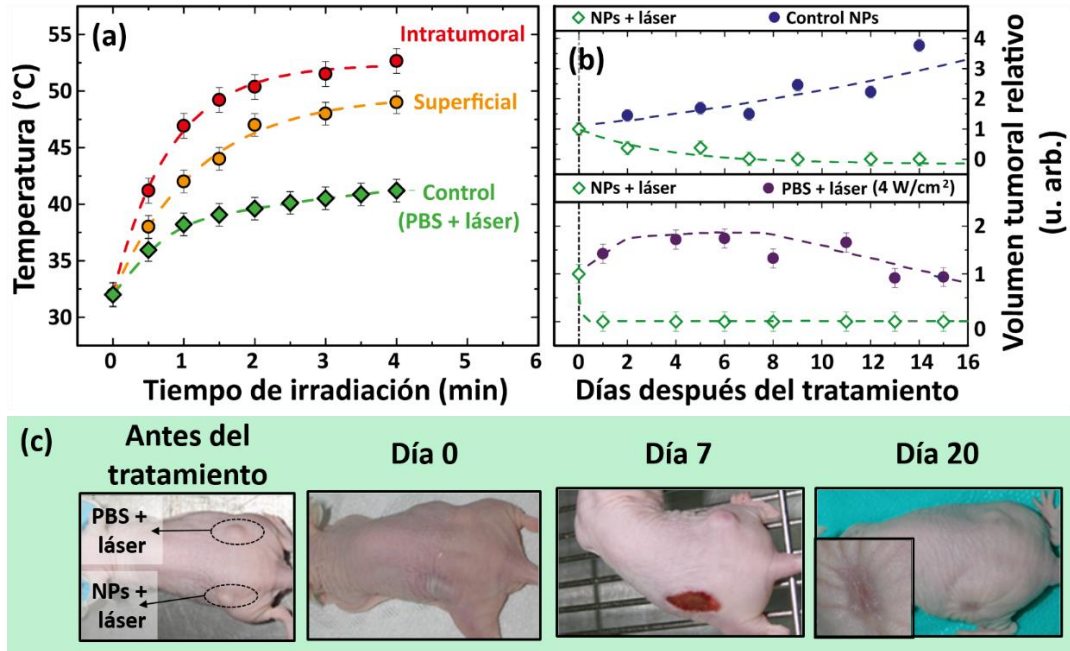 (a)
Temperatura (°C)
55
50
45
40
35
30
Intratumoral
Superficial
Control
(PBS + láser)
0 1 2 3 4 5 6
Tiempo de irradiación (min)
NPs + láser
Control NPs
(b)
4
3
2
1
0
NPs + láser
PBS + láser (4 W/cm²)
2
1
0
Volumen tumoral relativo
(u. arb.)
0 2 4 6 8 10 12 14 16
Días después del tratamiento
(c)
Antes del
tratamiento
PBS +
láser
NPs +
láser
Día 0
Día 7
Día 20